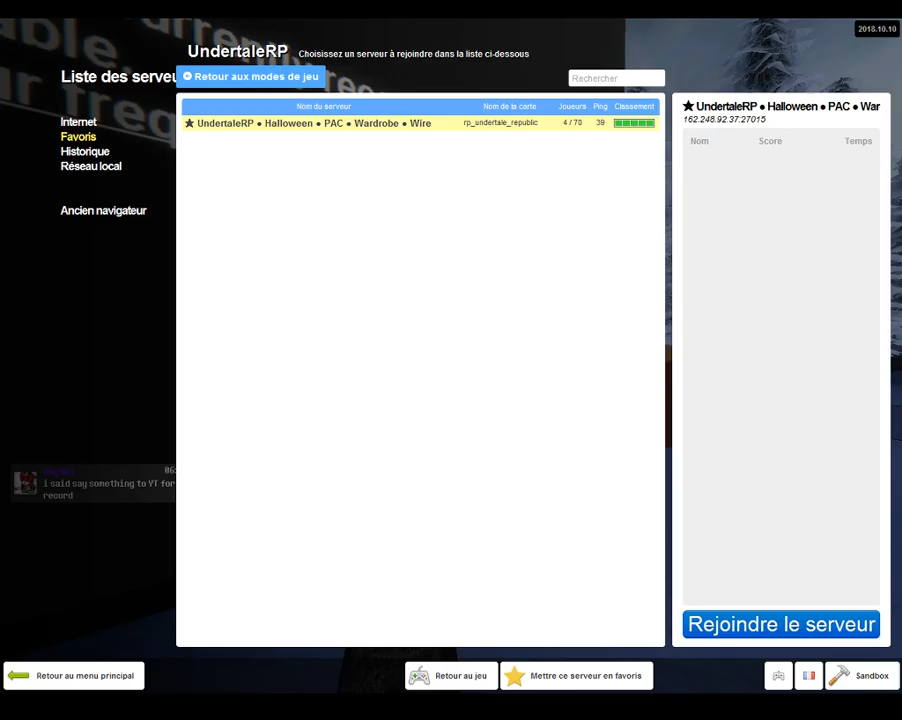 2018.10.10
UndertaleRP Choisissez un serveur à rejoindre dans la liste ci-dessous
Liste des serveu
Retour aux modes de jeu
Rechercher
Internet
Favoris
Historique
Réseau local
Ancien navigateur
Nom du serveur Nom de la carte Joueurs Ping Classement
★ UndertaleRP ● Halloween ● PAC ● Wardrobe ● Wire rp_undertale_republic 4 / 70 39
★ UndertaleRP ● Halloween ● PAC ● War
162.248.92.37:27015
Nom Score Temps
06:
i said say something to YT for
record
Rejoindre le serveur
Retour au menu principal
Retour au jeu
Mettre ce serveur en favoris
Sandbox